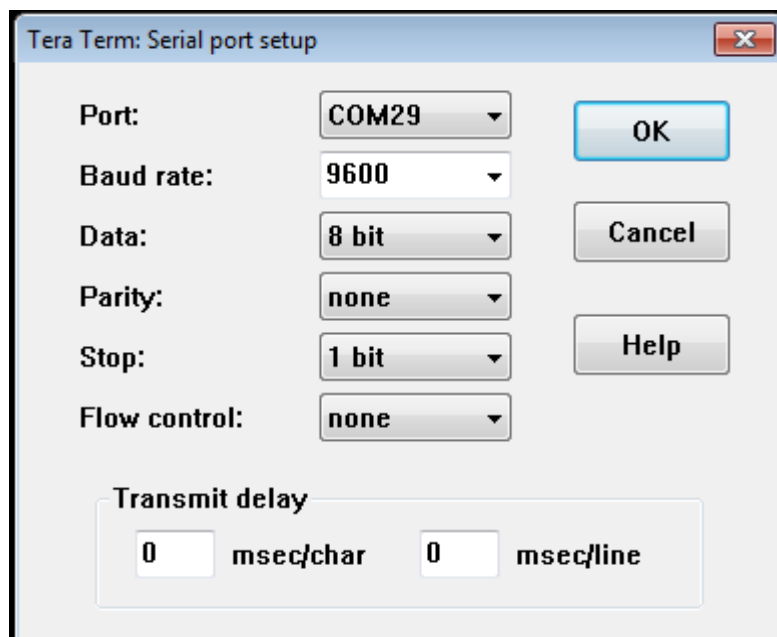 Tera Term: Serial port setup
Port: COM29 OK
Baud rate: 9600
Data: 8 bit Cancel
Parity: none
Stop: 1 bit Help
Flow control: none
Transmit delay
0 msec/char 0 msec/line